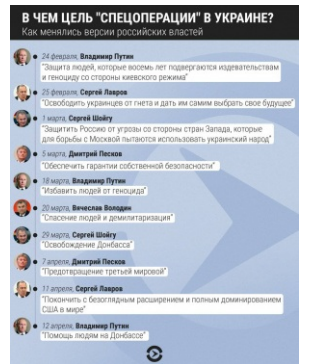 В ЧЕМ ЦЕЛЬ "СПЕЦОПЕРАЦИИ" В УКРАИНЕ?
Как менялись версии российских властей
24 февраля, Владимир Путин
"Защита людей, которые восемь лет подвергаются издевательствам
и геноциду со стороны киевского режима"
25 февраля, Сергей Лавров
"Освободить украинцев от гнета и дать им самим выбрать свое будущее"
1 марта, Сергей Шойгу
"Защитить Россию от угрозы со стороны стран Запада, которые
для борьбы с Москвой пытаются использовать украинский народ"
5 марта, Дмитрий Песков
"Обеспечить гарантии собственной безопасности"
18 марта, Владимир Путин
"Избавить людей от геноцида"
20 марта, Вячеслав Володин
"Спасение людей и демилитаризация"
29 марта, Сергей Шойгу
"Освобождение Донбасса"
7 апреля, Дмитрий Песков
"Предотвращение третьей мировой"
11 апреля, Сергей Лавров
"Покончить с безоглядным расширением и полным доминированием
США в мире"
12 апреля, Владимир Путин
"Помощь людям на Донбассе"